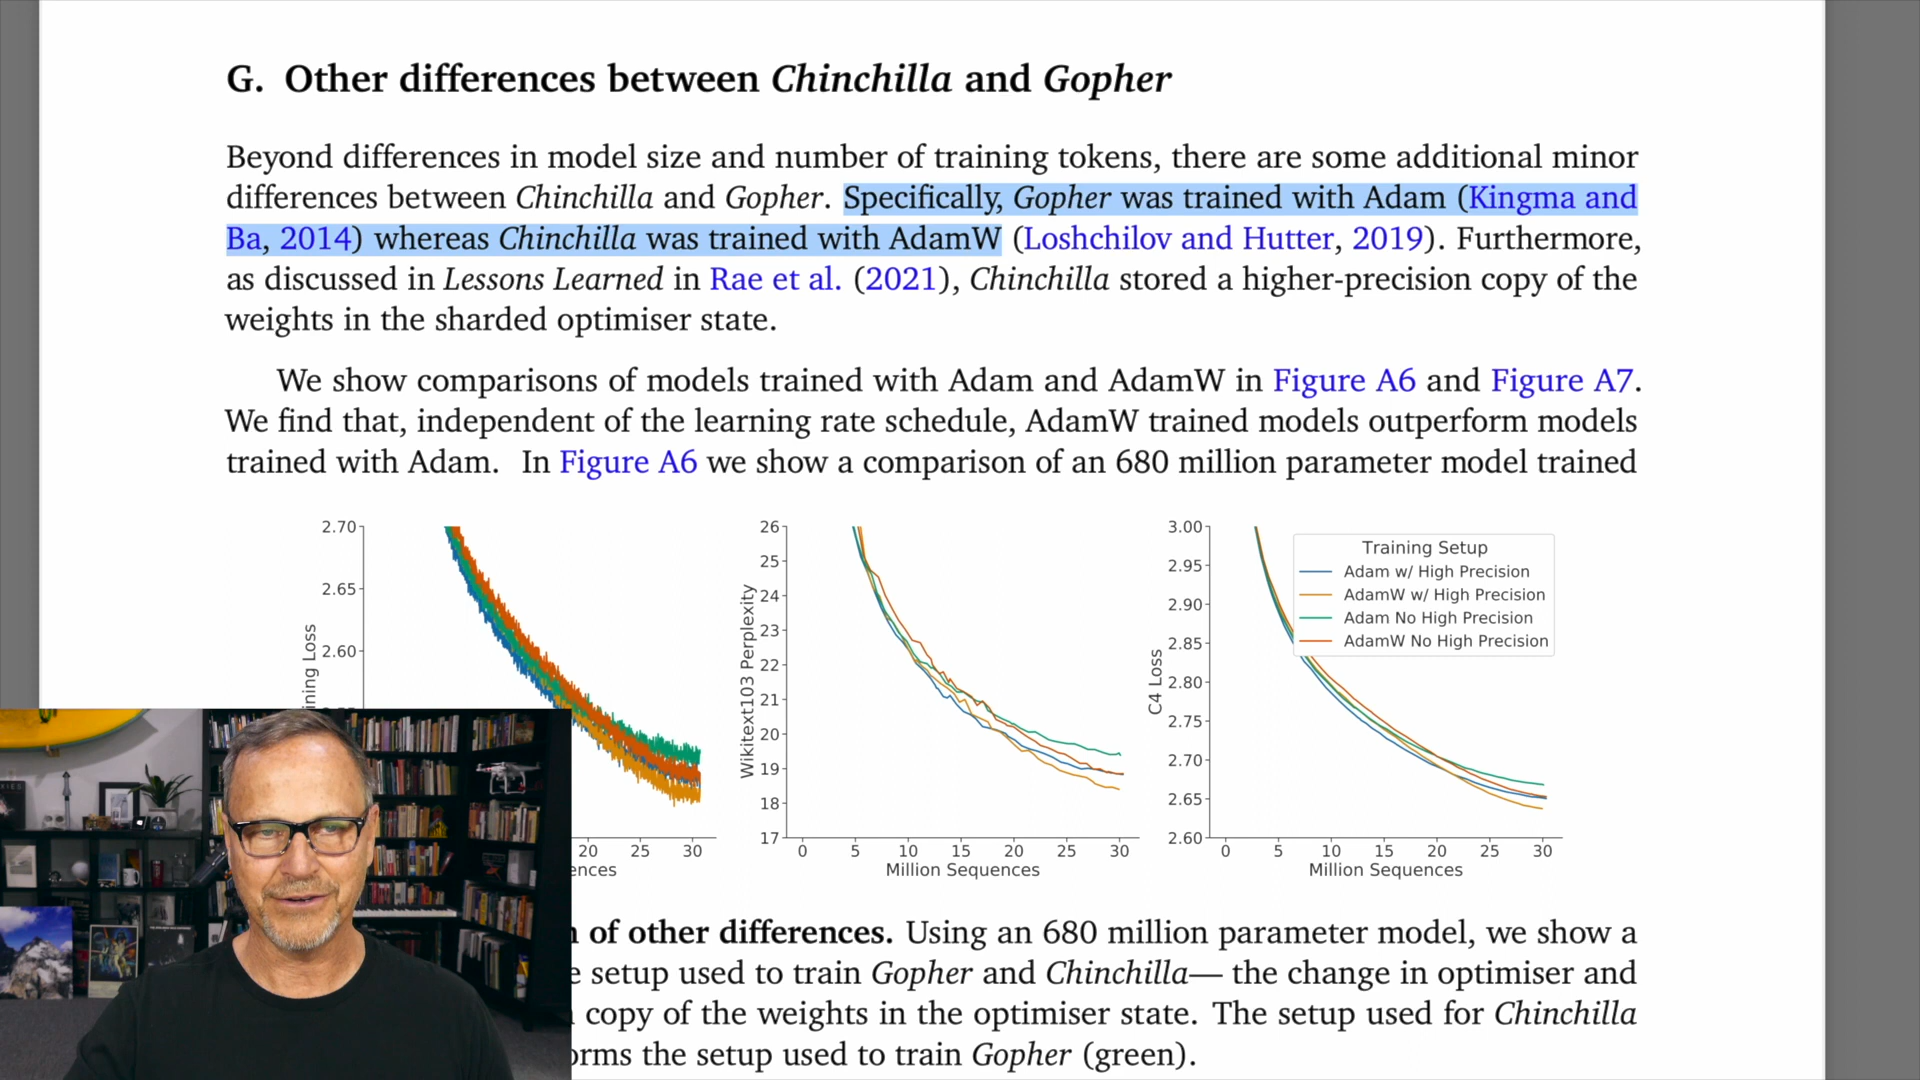 G. Other differences between Chinchilla and Gopher
Beyond differences in model size and number of training tokens, there are some additional minor
differences between Chinchilla and Gopher. Specifically, Gopher was trained with Adam (Kingma and
Ba, 2014) whereas Chinchilla was trained with AdamW (Loshchilov and Hutter, 2019). Furthermore,
as discussed in Lessons Learned in Rae et al. (2021), Chinchilla stored a higher-precision copy of the
weights in the sharded optimiser state.
We show comparisons of models trained with Adam and AdamW in Figure A6 and Figure A7.
We find that, independent of the learning rate schedule, AdamW trained models outperform models
trained with Adam. In Figure A6 we show a comparison of an 680 million parameter model trained
2.70
2.65
2.60
ining Loss
20 25 30
ences
26
25
24
23
22
21
20
19
18
17
Wikitext103 Perplexity
0 5 10 15 20 25 30
Million Sequences
3.00
2.95
2.90
2.85
2.80
2.75
2.70
2.65
2.60
C4 Loss
Training Setup
Adam w/ High Precision
AdamW w/ High Precision
Adam No High Precision
AdamW No High Precision
0 5 10 15 20 25 30
Million Sequences
of other differences. Using an 680 million parameter model, we show a
setup used to train Gopher and Chinchilla— the change in optimiser and
copy of the weights in the optimiser state. The setup used for Chinchilla
orms the setup used to train Gopher (green).